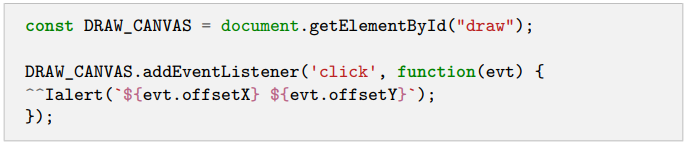 const DRAW_CANVAS = document.getElementById("draw");
DRAW_CANVAS.addEventListener('click', function(evt) {
^^Ialert(`${evt.offsetX} ${evt.offsetY}`);
});